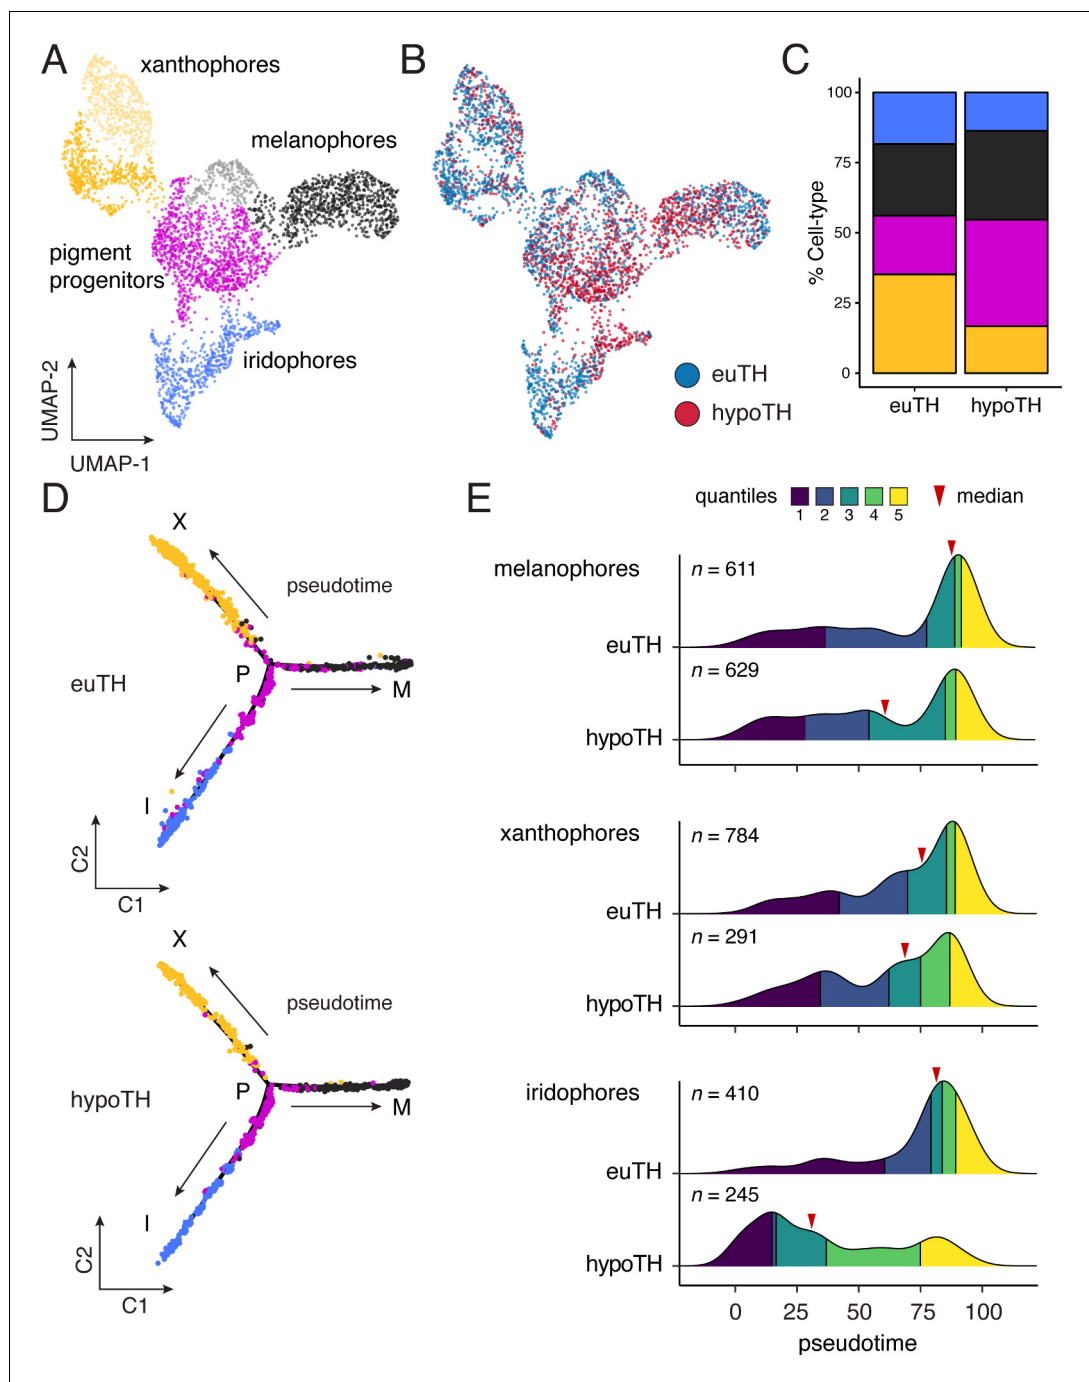 A
xanthophores
melanophores
pigment
progenitors
iridophores
UMAP-2
UMAP-1
B
euTH
hypoTH
C
% Cell-type
100
75
50
25
0
euTH
hypoTH
D
X
pseudotime
P
euTH
M
I
C2
C1
X
pseudotime
P
hypoTH
M
I
C2
C1
E
quantiles
1 2 3 4 5
median
melanophores
n = 611
euTH
n = 629
hypoTH
xanthophores
n = 784
euTH
n = 291
hypoTH
iridophores
n = 410
euTH
n = 245
hypoTH
0 25 50 75 100
pseudotime